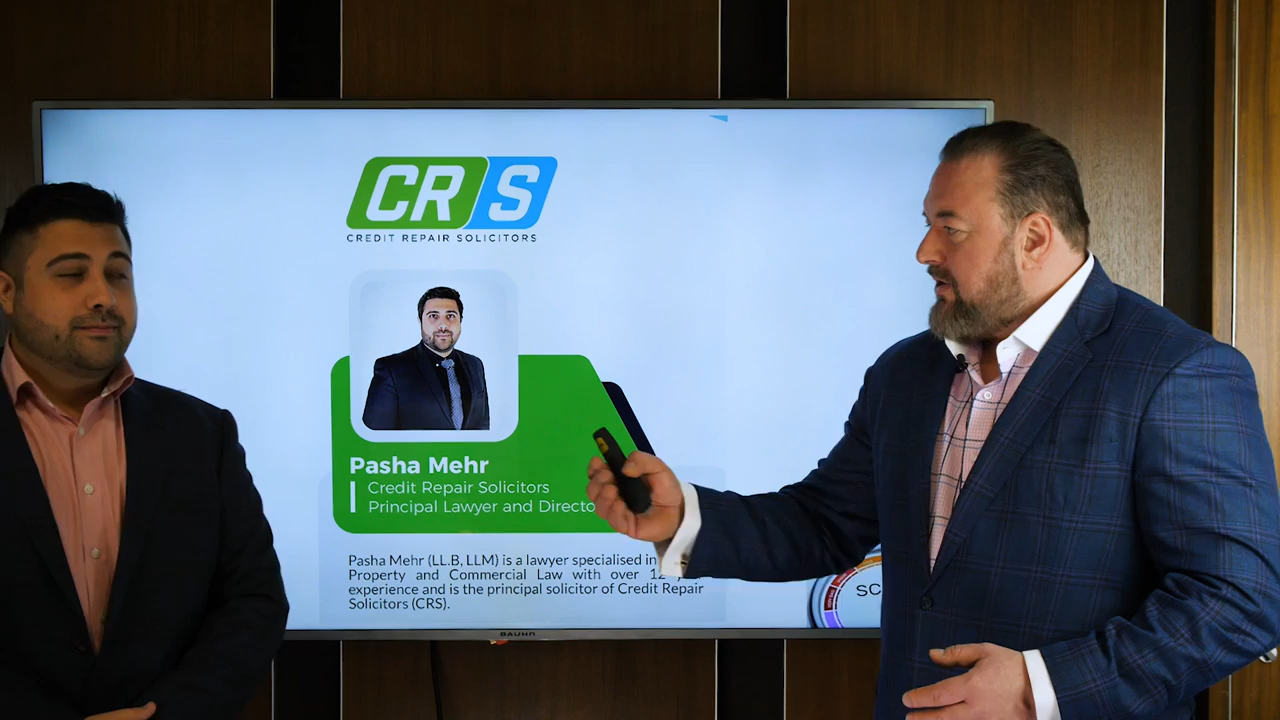 CRS
CREDIT REPAIR SOLICITORS
Pasha Mehr
Credit Repair Solicitors
Principal Lawyer and Directo
Pasha Mehr (LL.B, LLM) is a lawyer specialised in
Property and Commercial Law with over 12
experience and is the principal solicitor of Credit Repair
Solicitors (CRS).
SC
BAUHN